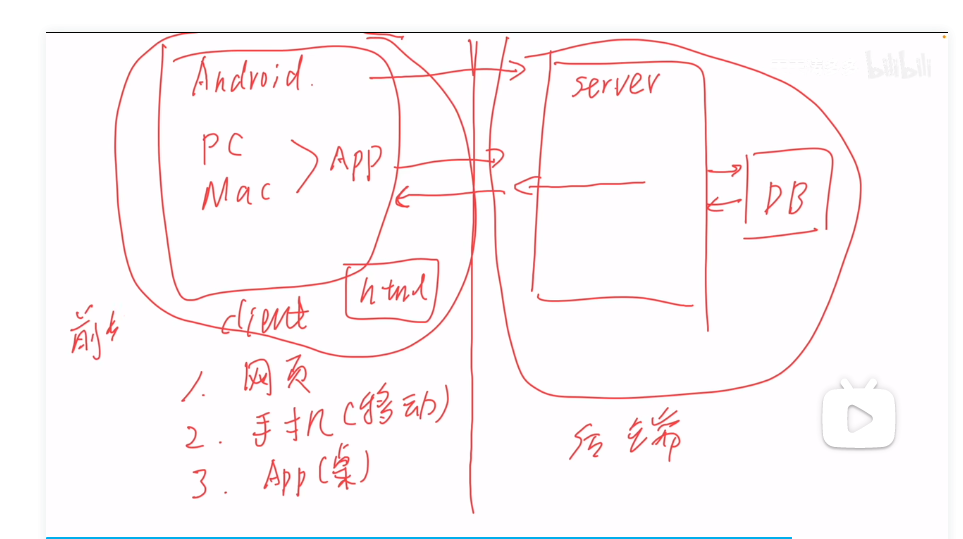 Android.
PC
Mac
App
html
client
前
1. 网页
2. 手机(移动)
3. App(桌)
server
DB
后端
bilibili